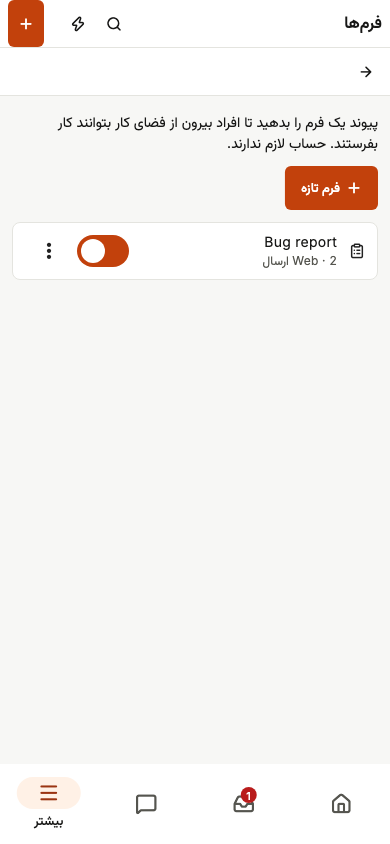 فرم‌ها
پیوند یک فرم را بدهید تا افراد بیرون از فضای کار بتوانند کار
بفرستند. حساب لازم ندارند.
فرم تازه
Bug report
Web · 2 ارسال
1
بیشتر